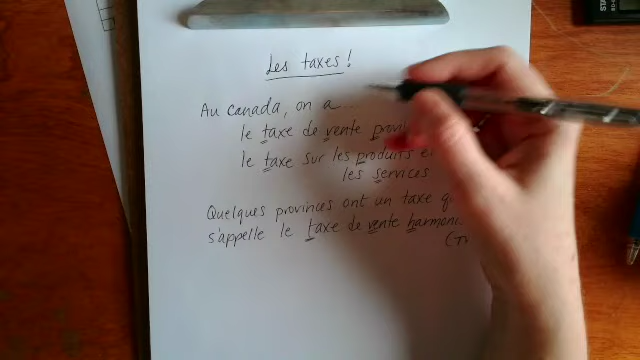 Les taxes!
Au Canada, on a...
le taxe de vente
le taxe sur les produits
les services
Quelques provinces ont un taxe
s'appelle le taxe de vente